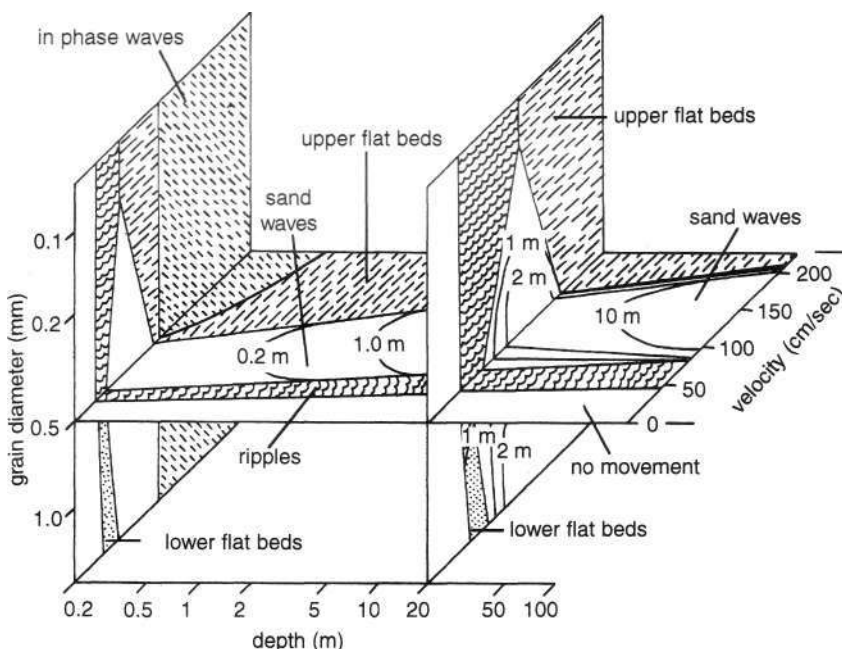 in phase waves
upper flat beds
upper flat beds
sand
waves
sand waves
1 m
2 m
10 m
0.2 m
1.0 m
0.1
0.2
0.5
1.0
grain diameter (mm)
200
150
100
50
0
velocity (cm/sec)
ripples
1 m
2 m
no movement
lower flat beds
lower flat beds
0.2 0.5 1 2 5 10 20 50 100
depth (m)